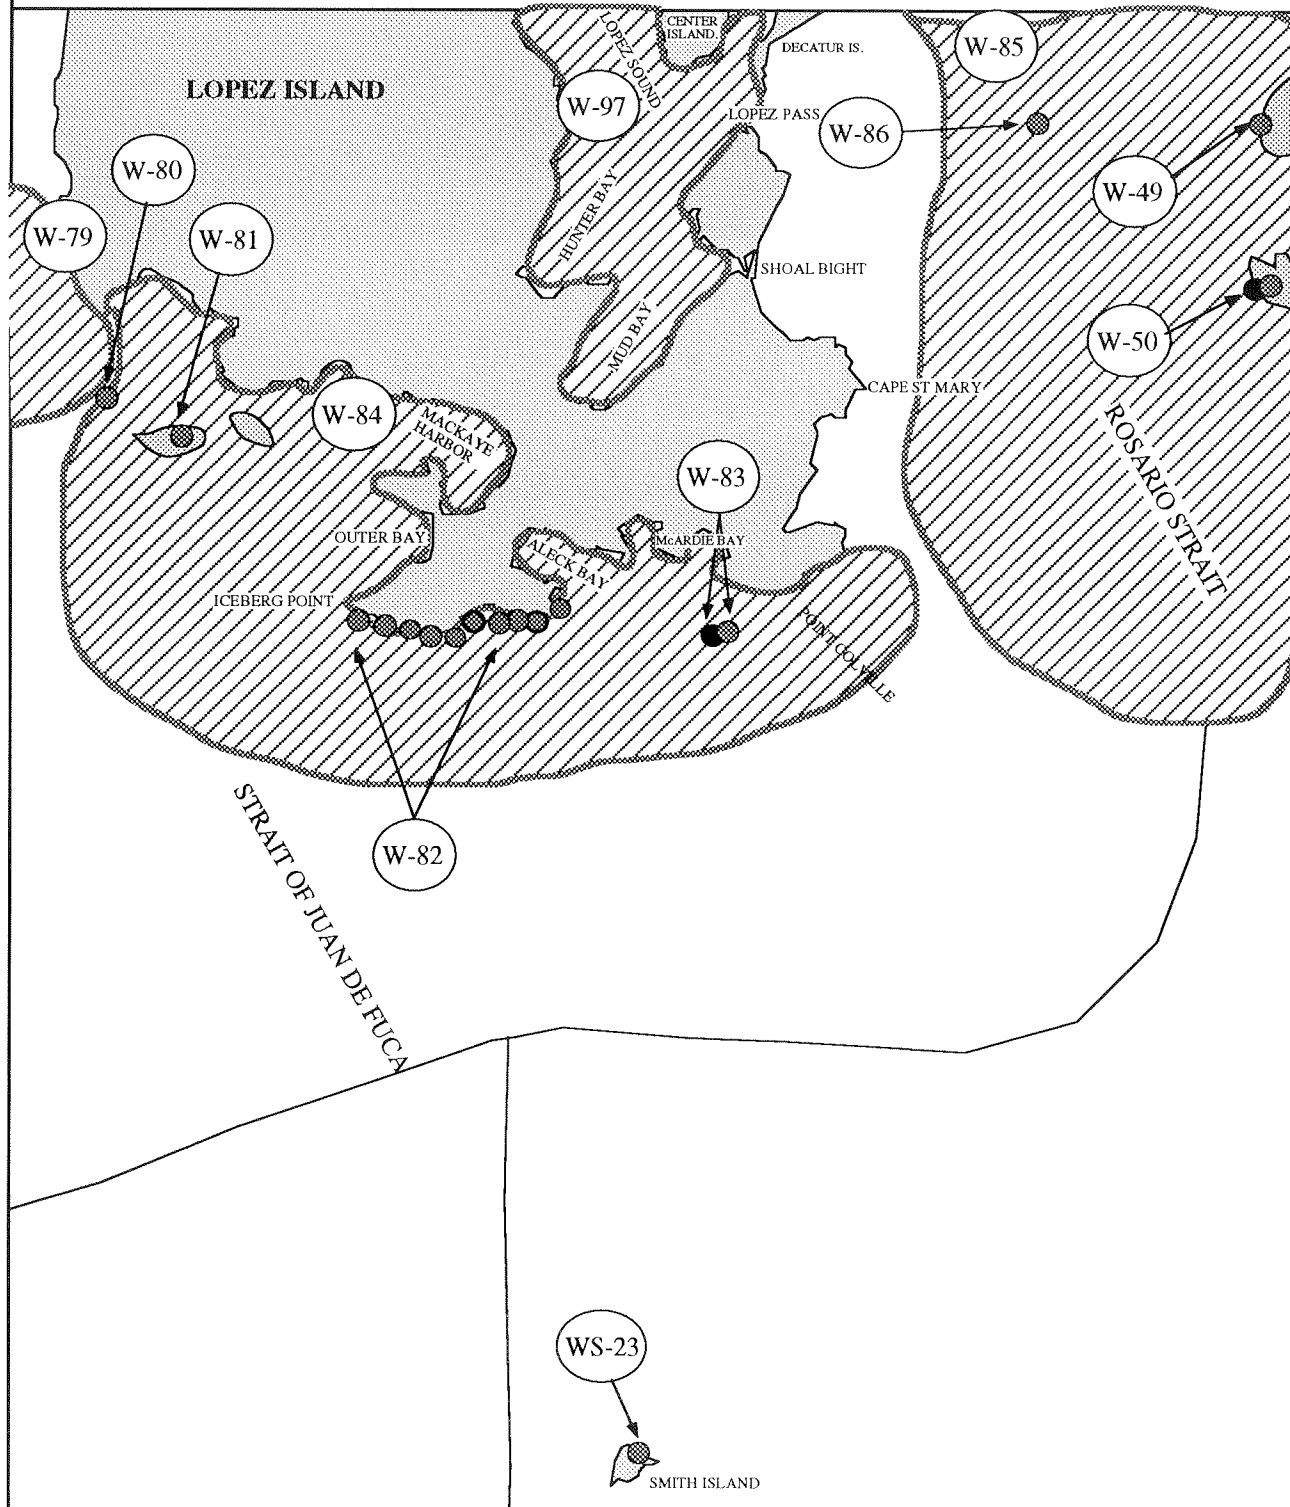 CENTER
ISLAND.
LOPEZ SOUND
DECATUR IS.
W-85
LOPEZ ISLAND
W-97
LOPEZ PASS
W-86
W-80
W-49
HUNTER BAY
W-79
W-81
SHOAL BIGHT
MUD BAY
W-50
CAPE ST MARY
W-84
MACKAYE
HARBOR
ROSARIO STRAIT
W-83
OUTER BAY
McARDIE BAY
ALECK BAY
ICEBERG POINT
POINT COLVILLE
STRAIT OF JUAN DE FUCA
W-82
WS-23
SMITH ISLAND